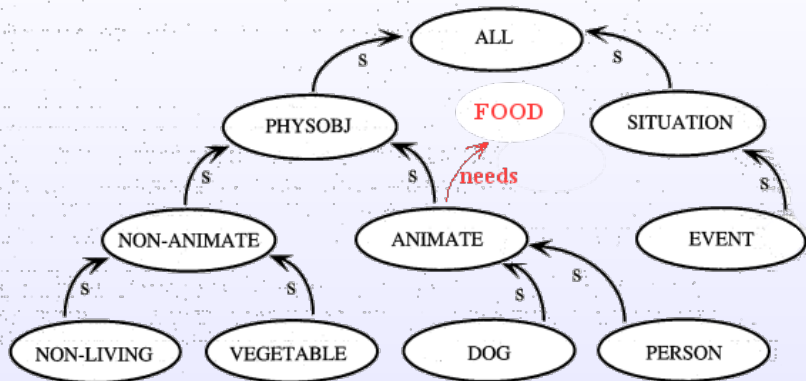 ALL
S
S
FOOD
PHYSOBJ
SITUATION
needs
S
S
S
NON-ANIMATE
ANIMATE
EVENT
S
S
S
S
NON-LIVING
VEGETABLE
DOG
PERSON